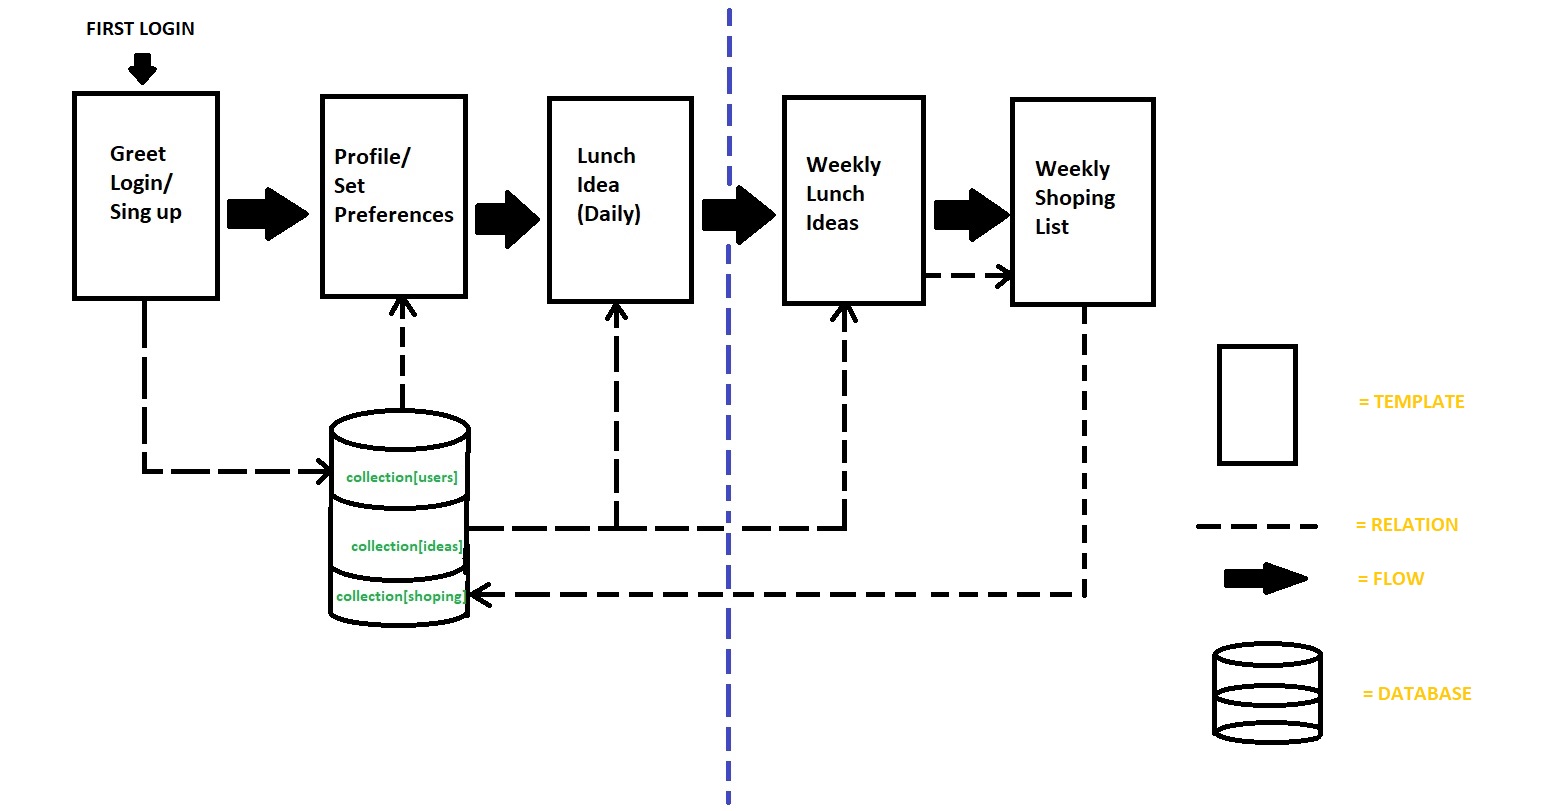 FIRST LOGIN
Greet
Login/
Sing up
Profile/
Set
Preferences
Lunch
Idea
(Daily)
Weekly
Lunch
Ideas
Weekly
Shoping
List
collection[users]
collection[ideas]
collection[shoping]
= TEMPLATE
= RELATION
= FLOW
= DATABASE